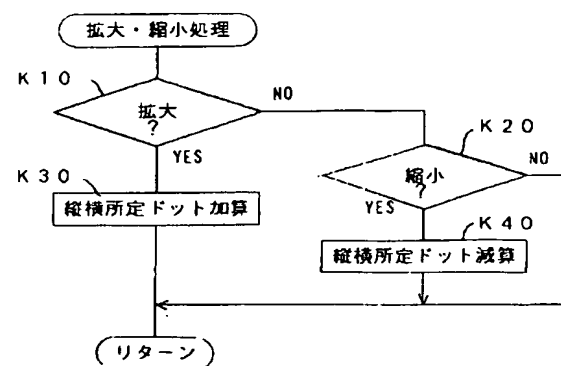 拡大・縮小処理
K10
拡大
?
NO
YES
K20
縮小
?
NO
YES
K30
縦横所定ドット加算
K40
縦横所定ドット減算
リターン